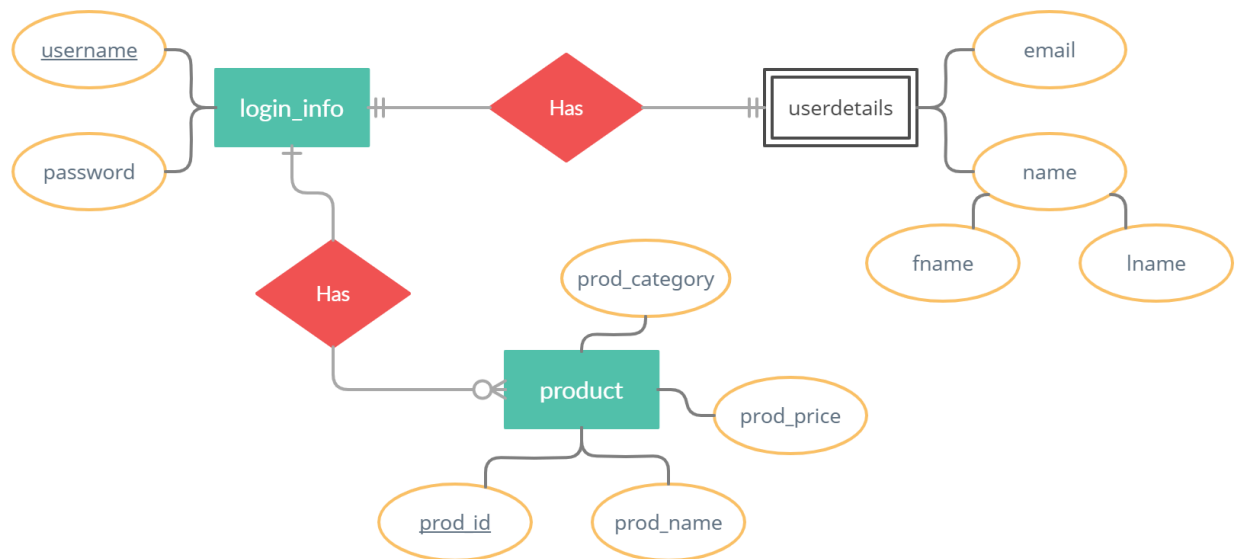 username
email
login_info
Has
userdetails
password
name
fname
lname
prod_category
Has
product
prod_price
prod_id
prod_name